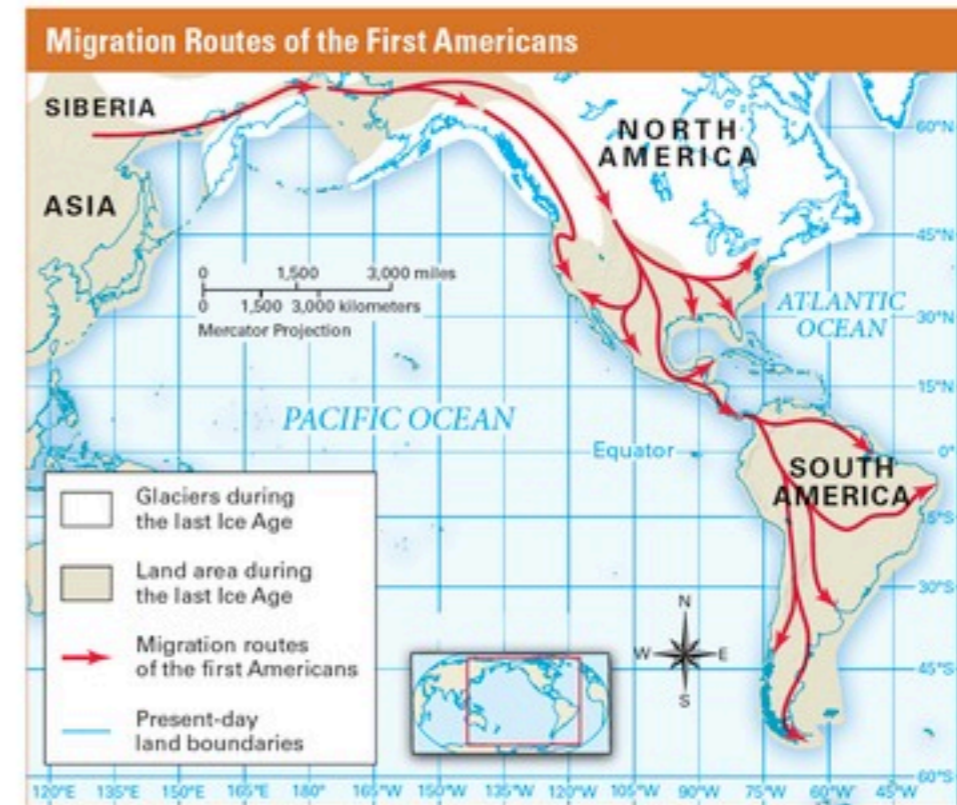 Migration Routes of the First Americans
SIBERIA
ASIA
NORTH
AMERICA
60°N
45°N
0 1,500 3,000 miles
0 1,500 3,000 kilometers
Mercator Projection
ATLANTIC
OCEAN
30°N
15°N
PACIFIC OCEAN
Equator
0°
SOUTH
AMERICA
15°S
30°S
45°S
60°S
Glaciers during
the last Ice Age
Land area during
the last Ice Age
Migration routes
of the first Americans
Present-day
land boundaries
N
W E
S
120°E 135°E 150°E 165°E 180° 165°W 150°W 135°W 120°W 105°W 90°W 75°W 60°W 45°W